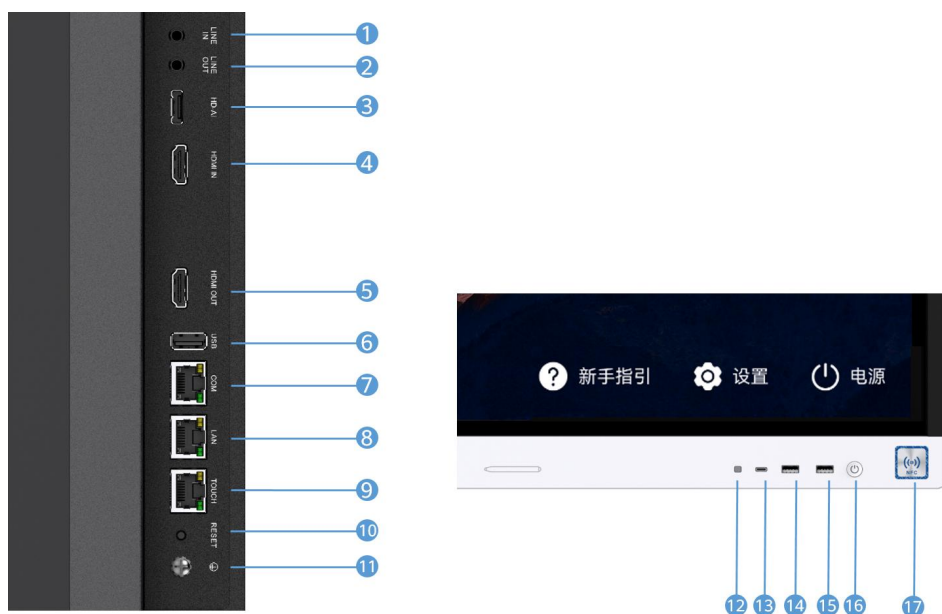 LINE IN
1
LINE OUT
2
HD-AI
3
HDMI IN
4
HDMI OUT
5
USB
6
COM
7
LAN
8
TOUCH
9
RESET
10
11
? 新手指引 设置 电源
NFC
12 13 14 15 16 17